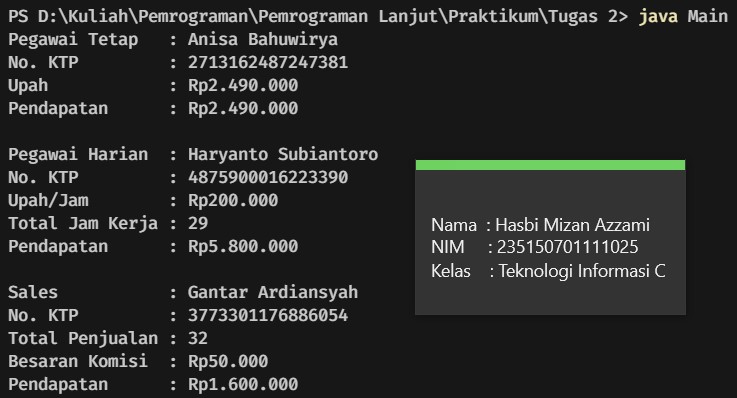 PS D:\Kuliah\Pemrograman\Pemrograman Lanjut\Praktikum\Tugas 2> java Main
Pegawai Tetap : Anisa Bahuwirya
No. KTP : 2713162487247381
Upah : Rp2.490.000
Pendapatan : Rp2.490.000
Pegawai Harian : Haryanto Subiantoro
No. KTP : 4875900016223390
Upah/Jam : Rp200.000
Total Jam Kerja : 29
Pendapatan : Rp5.800.000
Sales : Gantar Ardiansyah
No. KTP : 3773301176886054
Total Penjualan : 32
Besaran Komisi : Rp50.000
Pendapatan : Rp1.600.000
Nama : Hasbi Mizan Azzami
NIM : 235150701111025
Kelas : Teknologi Informasi C